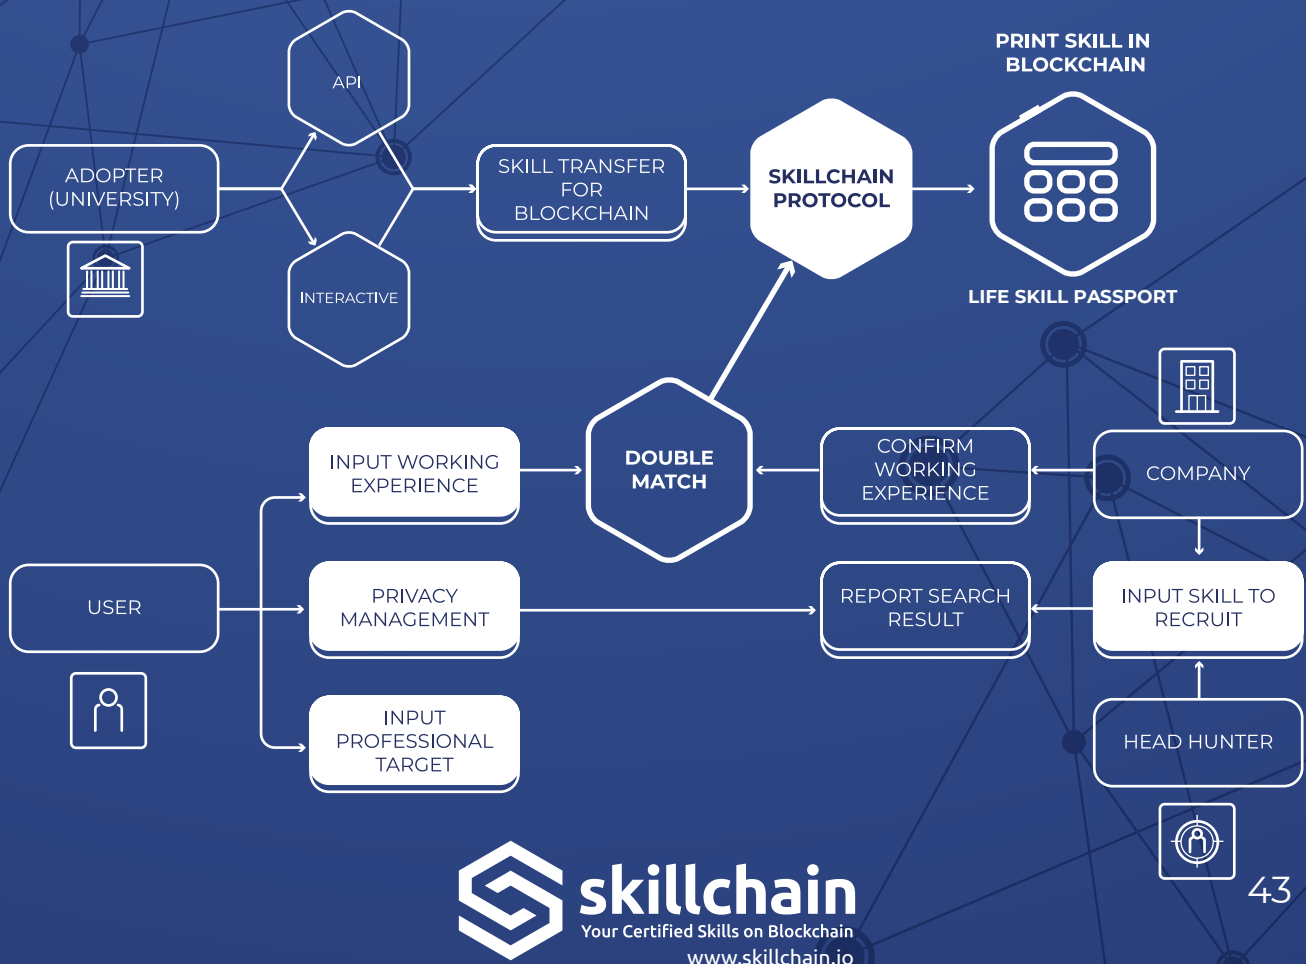 API
PRINT SKILL IN
BLOCKCHAIN
ADOPTER
(UNIVERSITY)
SKILL TRANSFER
FOR
BLOCKCHAIN
SKILLCHAIN
PROTOCOL
INTERACTIVE
LIFE SKILL PASSPORT
INPUT WORKING
EXPERIENCE
DOUBLE
MATCH
CONFIRM
WORKING
EXPERIENCE
COMPANY
USER
PRIVACY
MANAGEMENT
REPORT SEARCH
RESULT
INPUT SKILL TO
RECRUIT
INPUT
PROFESSIONAL
TARGET
HEAD HUNTER
skillchain
Your Certified Skills on Blockchain
www.skillchain.io
43